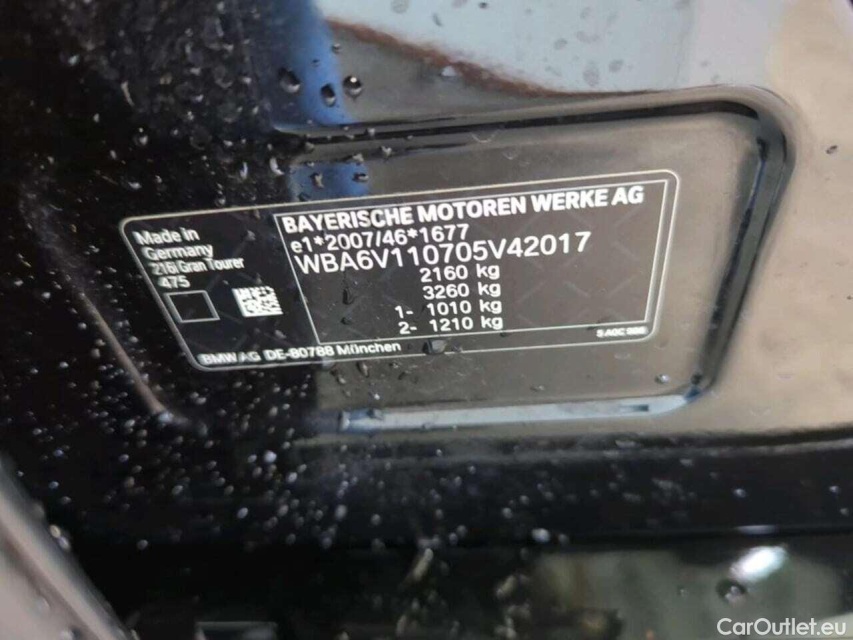 BAYERISCHE MOTOREN WERKE AG
e1*2007/46*1677
WBA6V110705V42017
2160 kg
3260 kg
1- 1010 kg
2- 1210 kg
Made in
Germany
216i Gran Tourer
475
BMW AG DE-80788 München
CarOutlet.eu